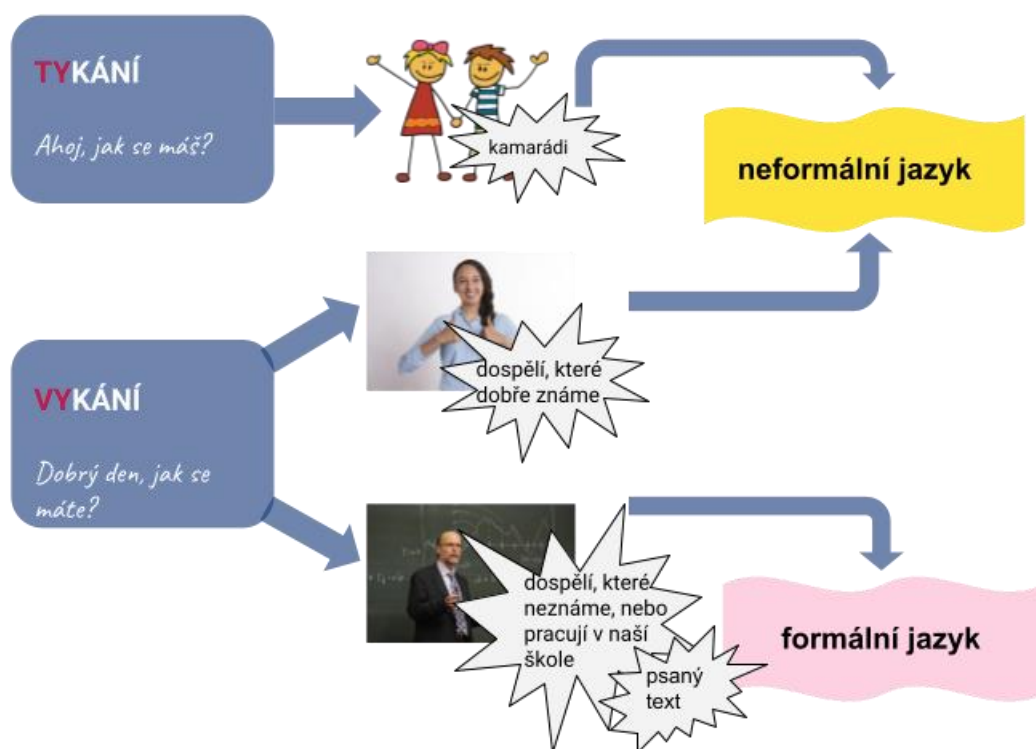 TYKÁNÍ
Ahoj, jak se máš?
kamarádi
neformální jazyk
VYKÁNÍ
Dobrý den, jak se
máte?
dospělí, které
dobře známe
dospělí, které
neznáme, nebo
pracují v naší
škole
psaný
text
formální jazyk